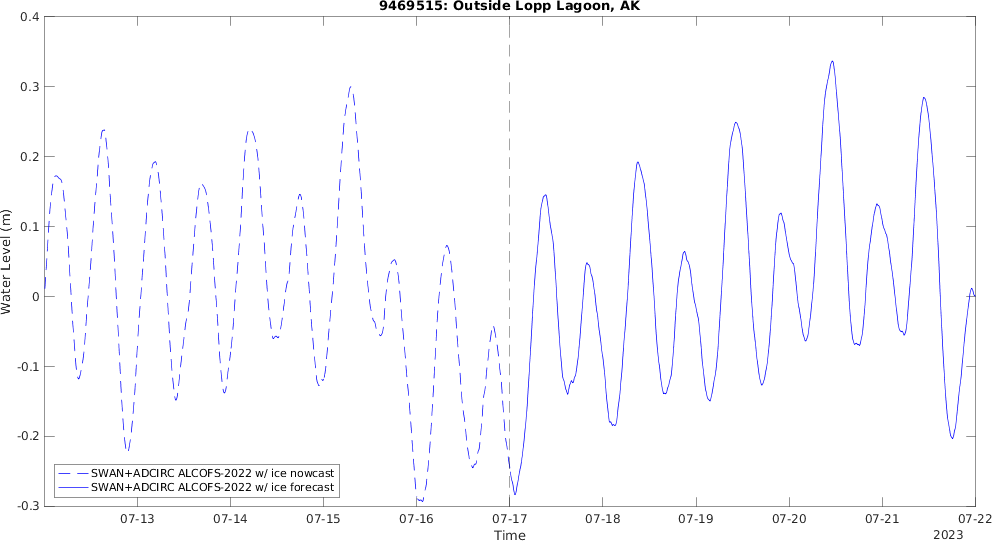 9469515: Outside Lopp Lagoon, AK
0.4
0.3
0.2
0.1
0
-0.1
-0.2
-0.3
Water Level (m)
SWAN+ADCIRC ALCOFS-2022 w/ ice nowcast
SWAN+ADCIRC ALCOFS-2022 w/ ice forecast
07-13 07-14 07-15 07-16 07-17 07-18 07-19 07-20 07-21 07-22
Time
2023